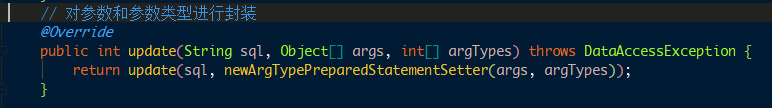 // 对参数和参数类型进行封装
@Override
public int update(String sql, Object[] args, int[] argTypes) throws DataAccessException {
return update(sql, newArgTypePreparedStatementSetter(args, argTypes));
}